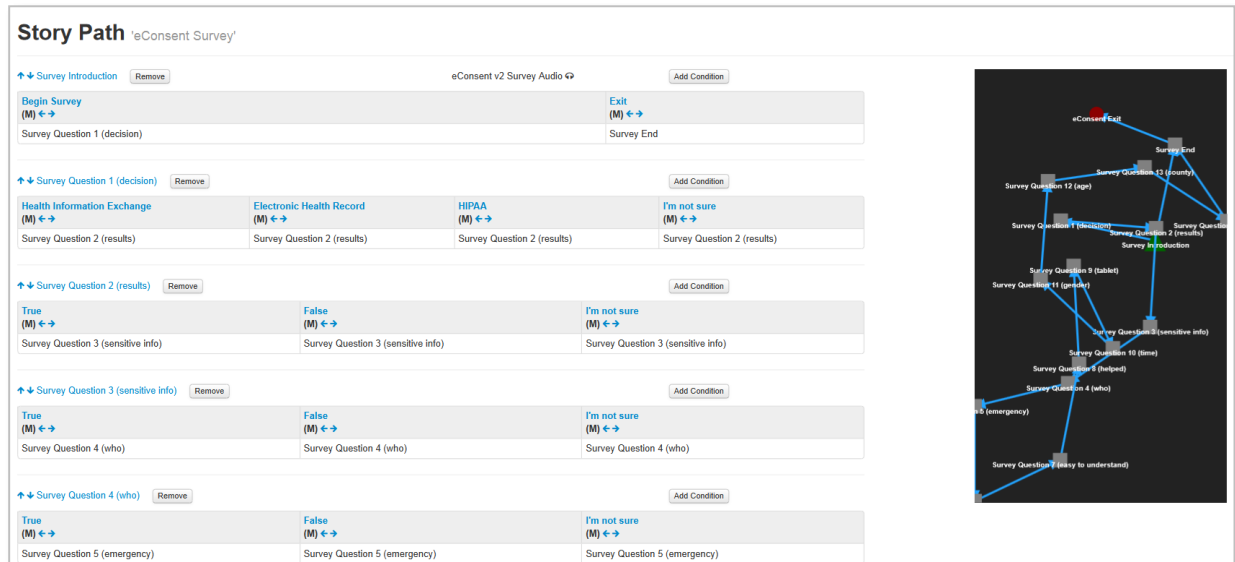 Story Path 'eConsent Survey'
Survey Introduction Remove eConsent v2 Survey Audio Add Condition
Begin Survey Exit
(M) (M)
Survey Question 1 (decision) Survey End
Survey Question 1 (decision) Remove Add Condition
Health Information Exchange Electronic Health Record HIPAA I'm not sure
(M) (M) (M) (M)
Survey Question 2 (results) Survey Question 2 (results) Survey Question 2 (results) Survey Question 2 (results)
Survey Question 2 (results) Remove Add Condition
True False I'm not sure
(M) (M) (M)
Survey Question 3 (sensitive info) Survey Question 3 (sensitive info) Survey Question 3 (sensitive info)
Survey Question 3 (sensitive info) Remove Add Condition
True False I'm not sure
(M) (M) (M)
Survey Question 4 (who) Survey Question 4 (who) Survey Question 4 (who)
Survey Question 4 (who) Remove Add Condition
True False I'm not sure
(M) (M) (M)
Survey Question 5 (emergency) Survey Question 5 (emergency) Survey Question 5 (emergency)
eConsent Exit
Survey End
Survey Question 13 (county)
Survey Question 12 (age)
Survey Question 1 (decision) Survey Question
Survey Question 2 (results)
Survey Introduction
Survey Question 9 (tablet)
Survey Question 11 (gender)
Survey Question 3 (sensitive info)
Survey Question 10 (time)
Survey Question 8 (helped)
Survey Question 4 (who)
5 (emergency)
Survey Question 7 (easy to understand)